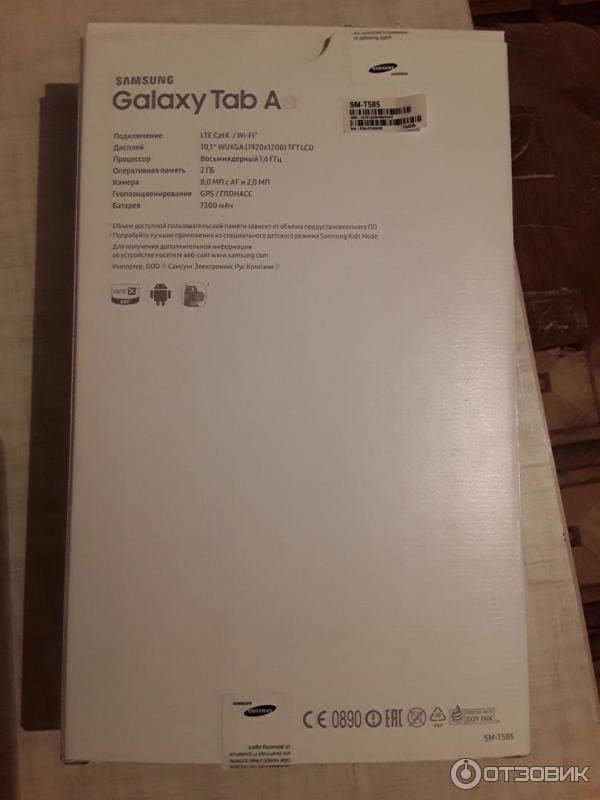 SAMSUNG
SAMSUNG
Galaxy Tab A6
SM-T585
Подключение LTE Cat4 / Wi-Fi
Дисплей 10,1" WUXGA (1920x1200) TFT LCD
Процессор Восьмиядерный 1,6 ГГц
Оперативная память 2 ГБ
Камера 8,0 МП с AF и 2,0 МП
Геопозиционирование GPS / ГЛОНАСС
Батарея 7300 мАч
Объем доступной пользовательской памяти зависит от объема предустановленного ПО.
Попробуйте лучшие приложения из специального детского режима Samsung Kids Mode
Для получения дополнительной информации
об устройстве посетите веб-сайт www.samsung.com
Импортер: ООО < Самсунг Электроникс Рус Компани >
SAMSUNG
CE 0890 EAC
SOY INK
SM-T585
ОТЗОВИК